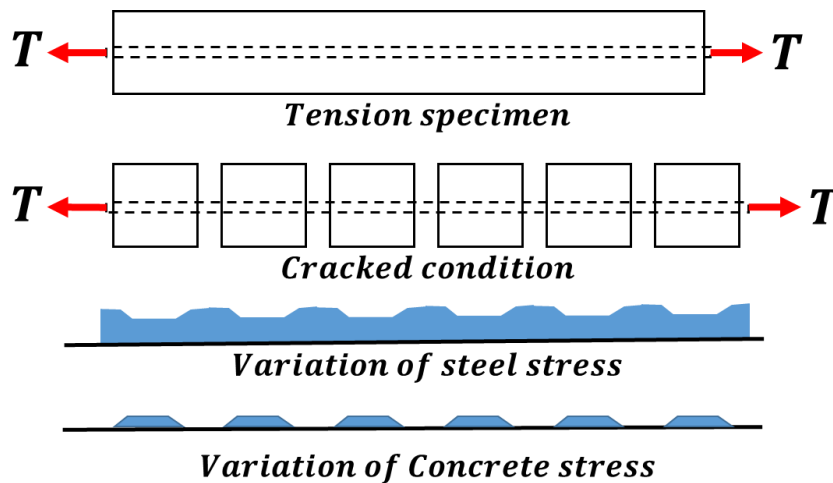 T T
Tension specimen
T T
Cracked condition
Variation of steel stress
Variation of Concrete stress